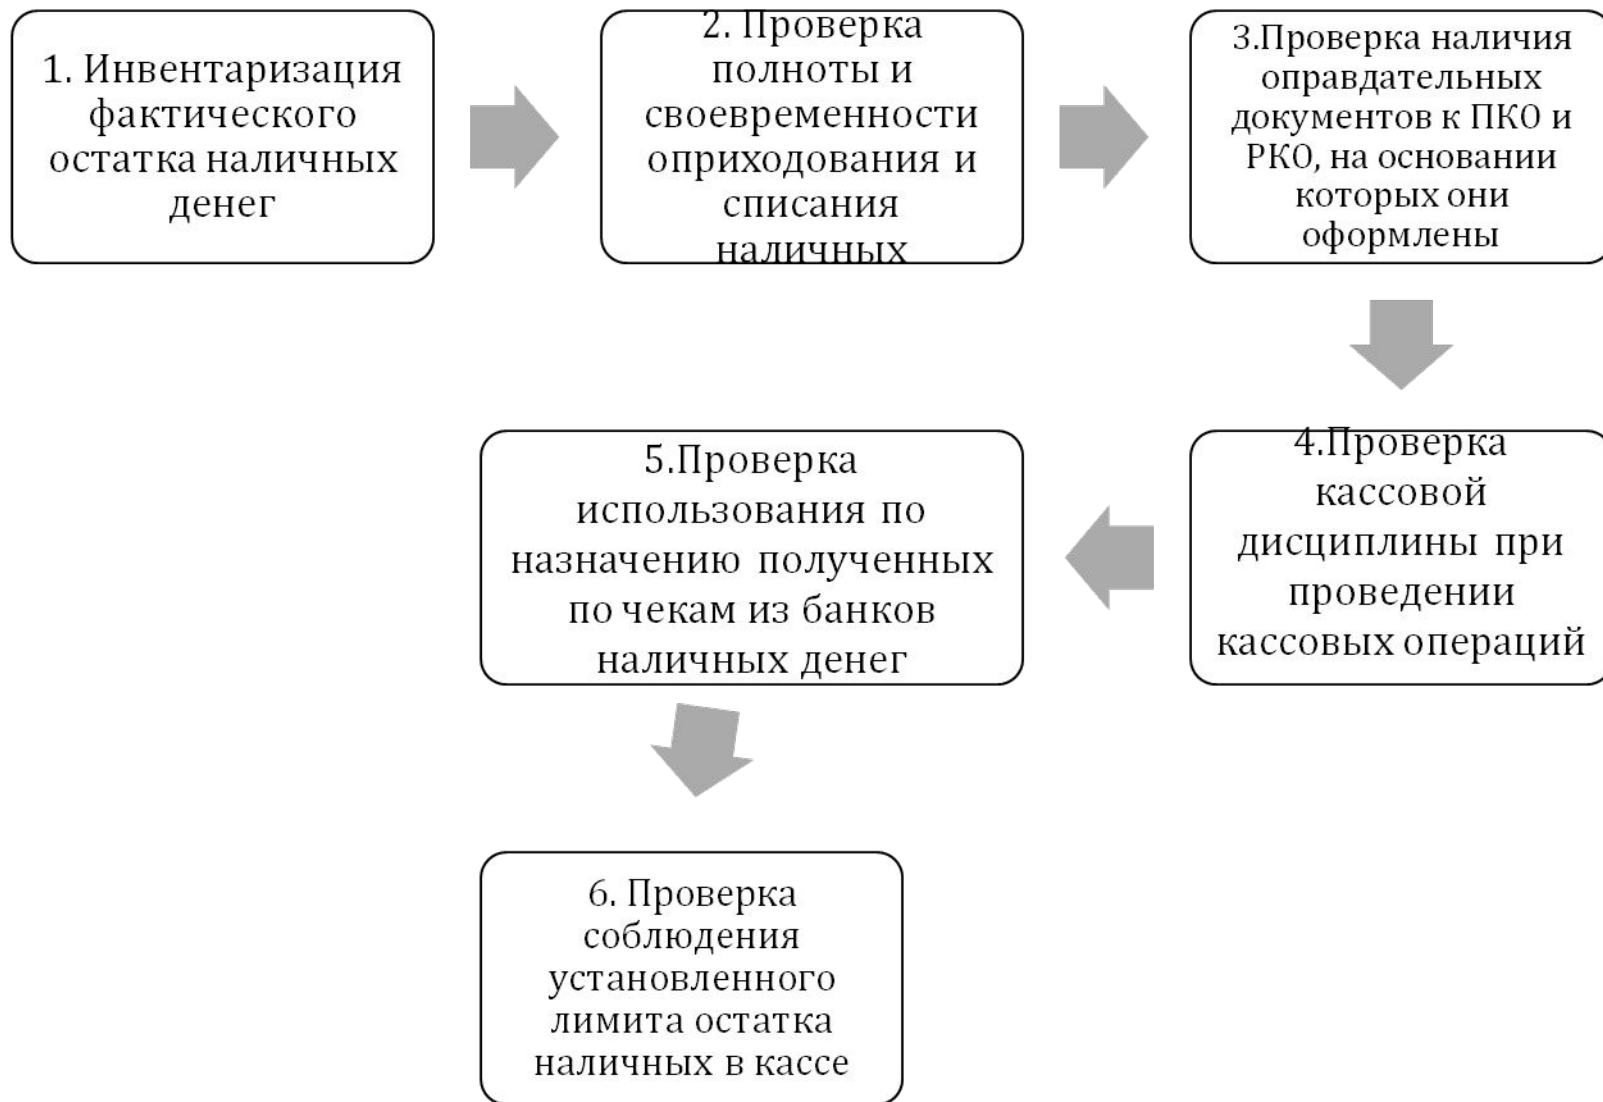 1. Инвентаризация
фактического
остатка наличных
денег
2. Проверка
полноты и
своевременности
оприходования и
списания
наличных
3.Проверка наличия
оправдательных
документов к ПКО и
РКО, на основании
которых они
оформлены
4.Проверка
кассовой
дисциплины при
проведении
кассовых операций
5.Проверка
использования по
назначению полученных
по чекам из банков
наличных денег
6. Проверка
соблюдения
установленного
лимита остатка
наличных в кассе